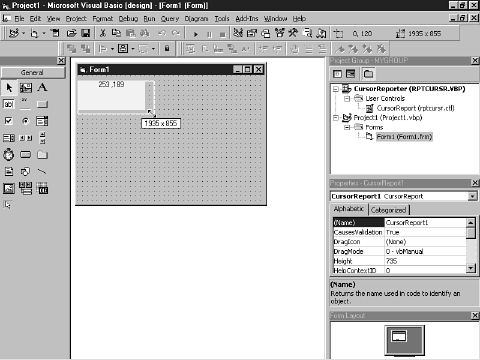 Project1 - Microsoft Visual Basic [design] - [Form1 (Form)]
File Edit View Project Format Debug Run Query Diagram Tools Add-Ins Window Help
0, 120 1935 x 855
General
A
ab|
Form1
253 ,189
1935 x 855
Project Group - MYGROUP
CursorReporter (RPTCURSR.VBP)
User Controls
CursorReport (rptcursr.ctl)
Project1 (Project1.vbp)
Forms
Form1 (Form1.frm)
Properties - CursorReport1
CursorReport1 CursorReport
Alphabetic Categorized
(Name) CursorReport1
CausesValidation True
DragIcon (None)
DragMode 0 - vbManual
Height 735
HelpContextID 0
(Name)
Returns the name used in code to identify an
object.
Form Layout